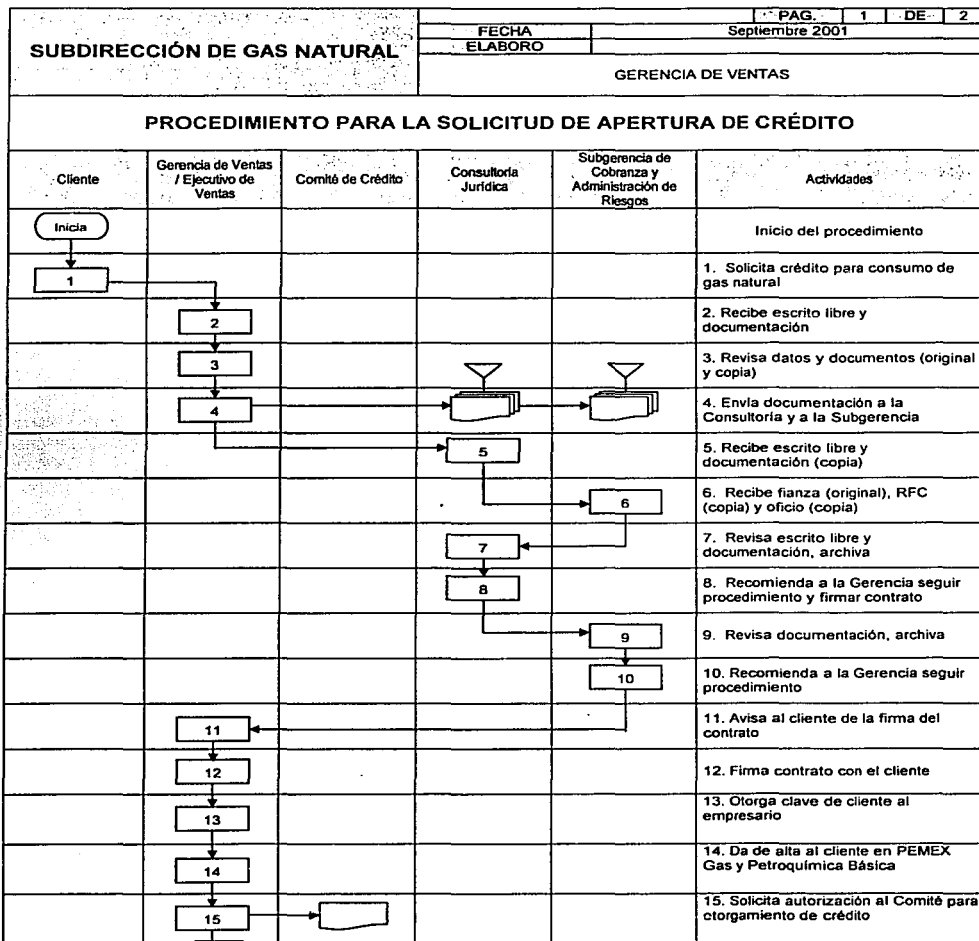 PAG. 1 DE 2
SUBDIRECCIÓN DE GAS NATURAL
FECHA
Septiembre 2001
ELABORO
GERENCIA DE VENTAS
PROCEDIMIENTO PARA LA SOLICITUD DE APERTURA DE CRÉDITO
Cliente
Gerencia de Ventas
/ Ejecutivo de
Ventas
Comité de Crédito
Consultoría
Jurídica
Subgerencia de
Cobranza y
Administración de
Riesgos
Actividades
Inicia
Inicio del procedimiento
1
1. Solicita crédito para consumo de
gas natural
2
2. Recibe escrito libre y
documentación
3
3. Revisa datos y documentos (original
y copia)
4
4. Envía documentación a la
Consultoría y a la Subgerencia
5
5. Recibe escrito libre y
documentación (copia)
6
6. Recibe fianza (original), RFC
(copia) y oficio (copia)
7
7. Revisa escrito libre y
documentación, archiva
8
8. Recomienda a la Gerencia seguir
procedimiento y firmar contrato
9
9. Revisa documentación, archiva
10
10. Recomienda a la Gerencia seguir
procedimiento
11
11. Avisa al cliente de la firma del
contrato
12
12. Firma contrato con el cliente
13
13. Otorga clave de cliente al
empresario
14
14. Da de alta al cliente en PEMEX
Gas y Petroquímica Básica
15
15. Solicita autorización al Comité para
otorgamiento de crédito